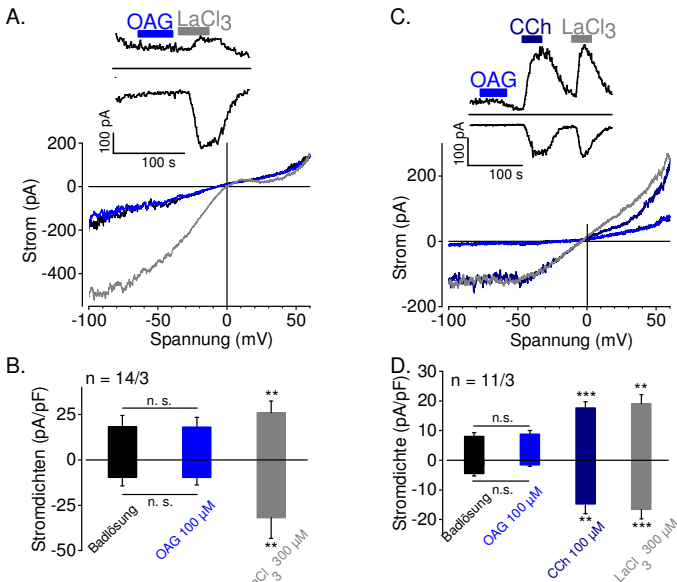 A.
OAG LaCl3
100 pA
100 s
Strom (pA)
200
0
-200
-400
-100 -50 0 50
Spannung (mV)
C.
CCh LaCl3
OAG
100 pA
100 s
Strom (pA)
200
100
0
-100
-200
-100 -50 0 50
Spannung (mV)
B.
n = 14/3
Stromdichten (pA/pF)
25
0
-25
-50
n. s.
**
n. s.
**
Badlösung
OAG 100 µM
LaCl3 300 µM
D.
n = 11/3
Stromdichte (pA/pF)
30
20
10
0
-10
-20
n.s.
***
**
n.s.
**
***
Badlösung
OAG 100 µM
CCh 100 µM
LaCl3 300 µM